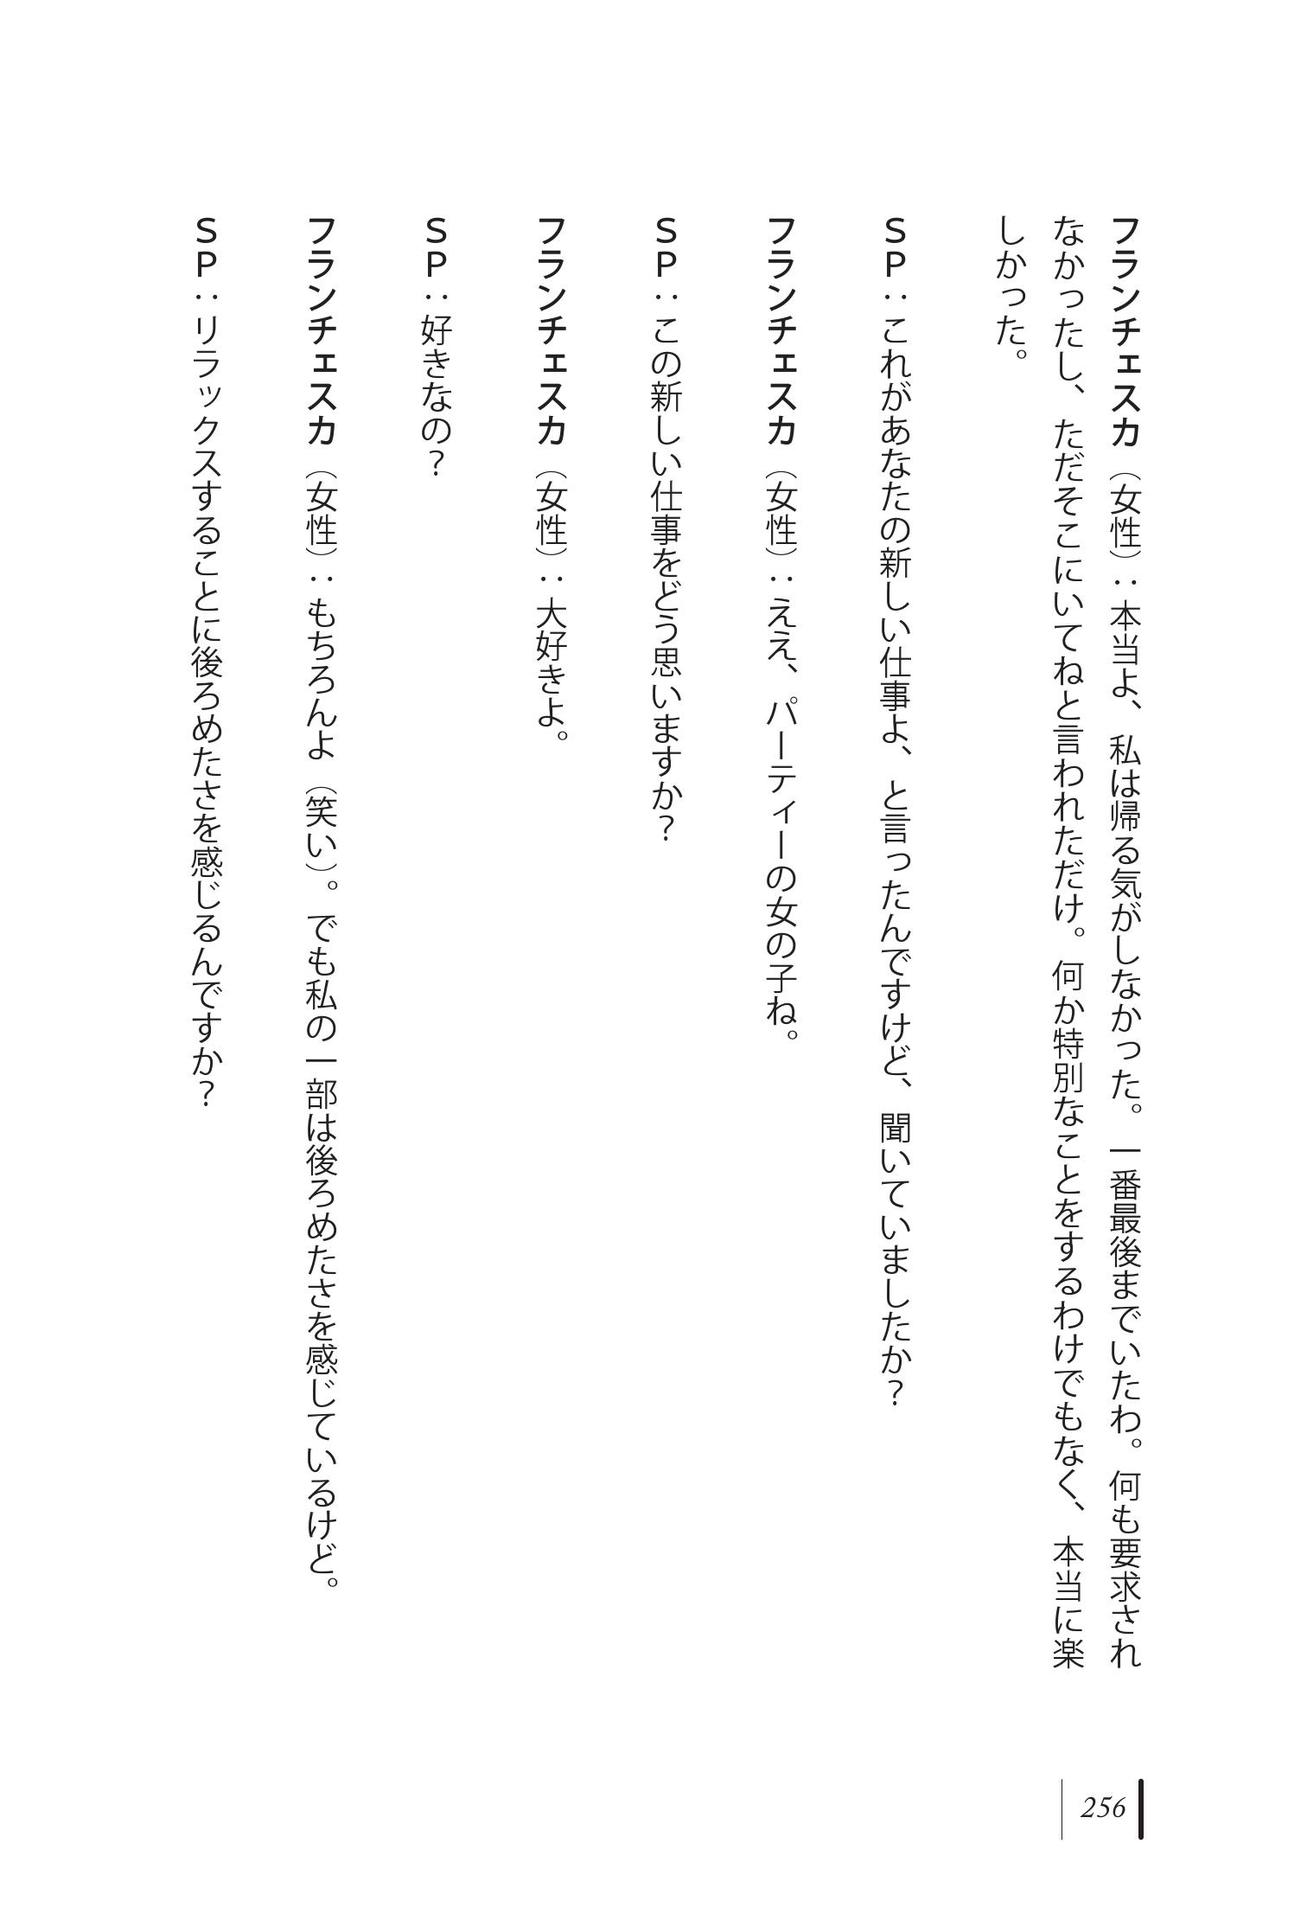 フランチェスカ（女性）：本当よ、私は帰る気がしなかった。一番最後までいたわ。何も要求され
なかったし、ただそこにいてねと言われただけ。何か特別なことをするわけでもなく、本当に楽
しかった。
ＳＰ：これがあなたの新しい仕事よ、と言ったんですけど、聞いていましたか？
フランチェスカ（女性）：ええ、パーティーの女の子ね。
ＳＰ：この新しい仕事をどう思いますか？
フランチェスカ（女性）：大好きよ。
ＳＰ：好きなの？
フランチェスカ（女性）：もちろんよ（笑い）。でも私の一部は後ろめたさを感じているけど。
ＳＰ：リラックスすることに後ろめたさを感じるんですか？
256